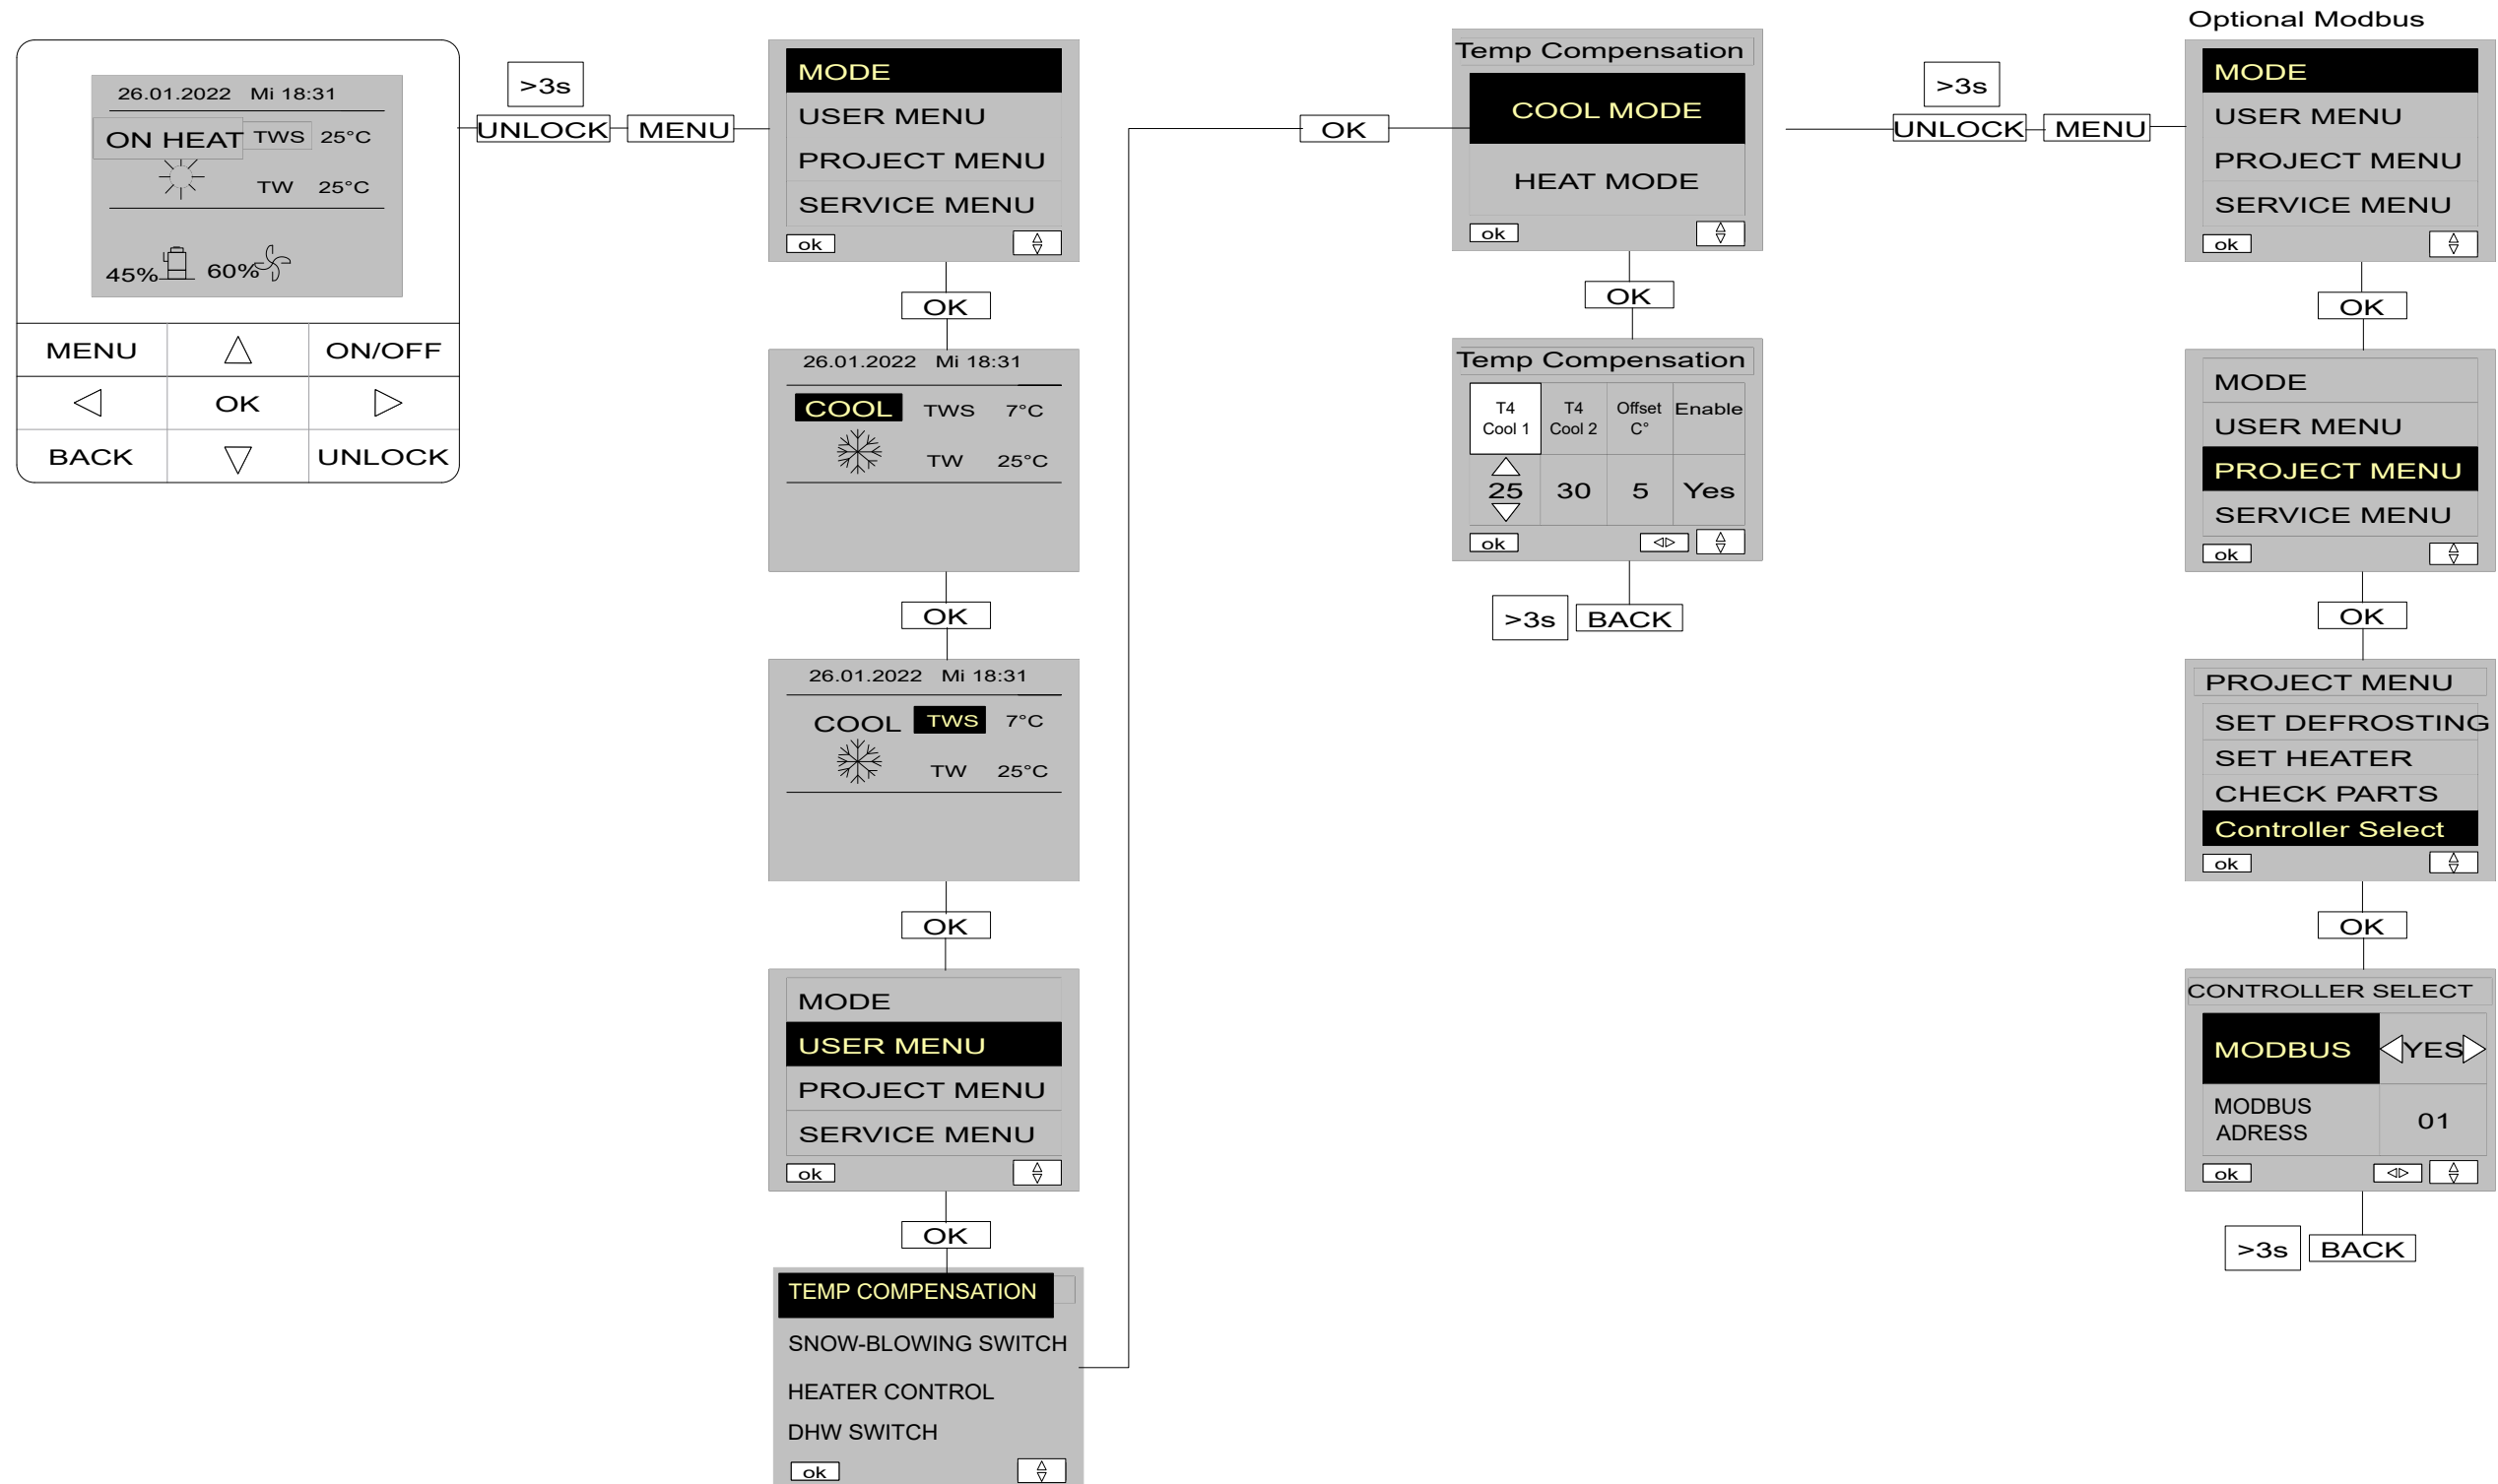 26.01.2022 Mi 18:31
ON HEAT TWS 25°C
TW 25°C
45% 60%
MENU ON/OFF
OK
BACK UNLOCK
>3s
UNLOCK MENU
MODE
USER MENU
PROJECT MENU
SERVICE MENU
ok
OK
26.01.2022 Mi 18:31
COOL TWS 7°C
TW 25°C
OK
26.01.2022 Mi 18:31
COOL TWS 7°C
TW 25°C
OK
MODE
USER MENU
PROJECT MENU
SERVICE MENU
ok
OK
TEMP COMPENSATION
SNOW-BLOWING SWITCH
HEATER CONTROL
DHW SWITCH
ok
OK
Temp Compensation
COOL MODE
HEAT MODE
ok
OK
Temp Compensation
T4 Cool 1 T4 Cool 2 Offset C° Enable
25 30 5 Yes
ok
>3s BACK
>3s
UNLOCK MENU
Optional Modbus
MODE
USER MENU
PROJECT MENU
SERVICE MENU
ok
OK
MODE
USER MENU
PROJECT MENU
SERVICE MENU
ok
OK
PROJECT MENU
SET DEFROSTING
SET HEATER
CHECK PARTS
Controller Select
ok
OK
CONTROLLER SELECT
MODBUS YES
MODBUS
ADRESS 01
ok
>3s BACK